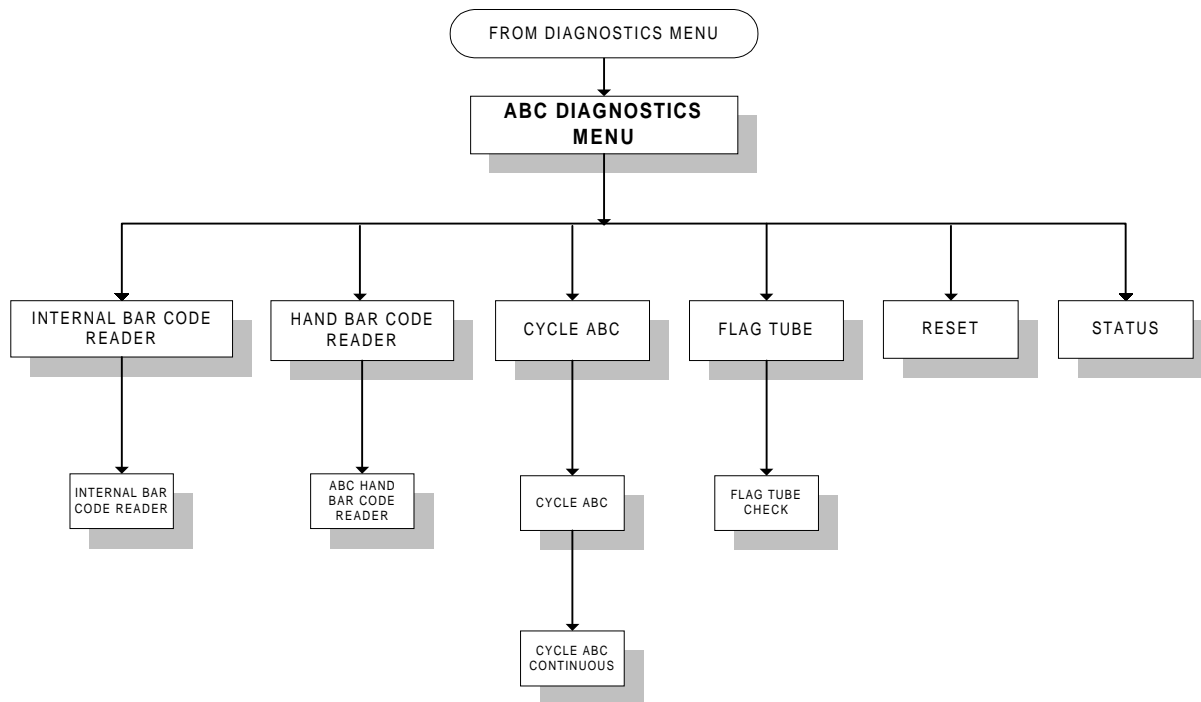 FROM DIAGNOSTICS MENU
ABC DIAGNOSTICS
MENU
INTERNAL BAR CODE
READER
HAND BAR CODE
READER
CYCLE ABC
FLAG TUBE
RESET
STATUS
INTERNAL BAR
CODE READER
ABC HAND
BAR CODE
READER
CYCLE ABC
FLAG TUBE
CHECK
CYCLE ABC
CONTINUOUS